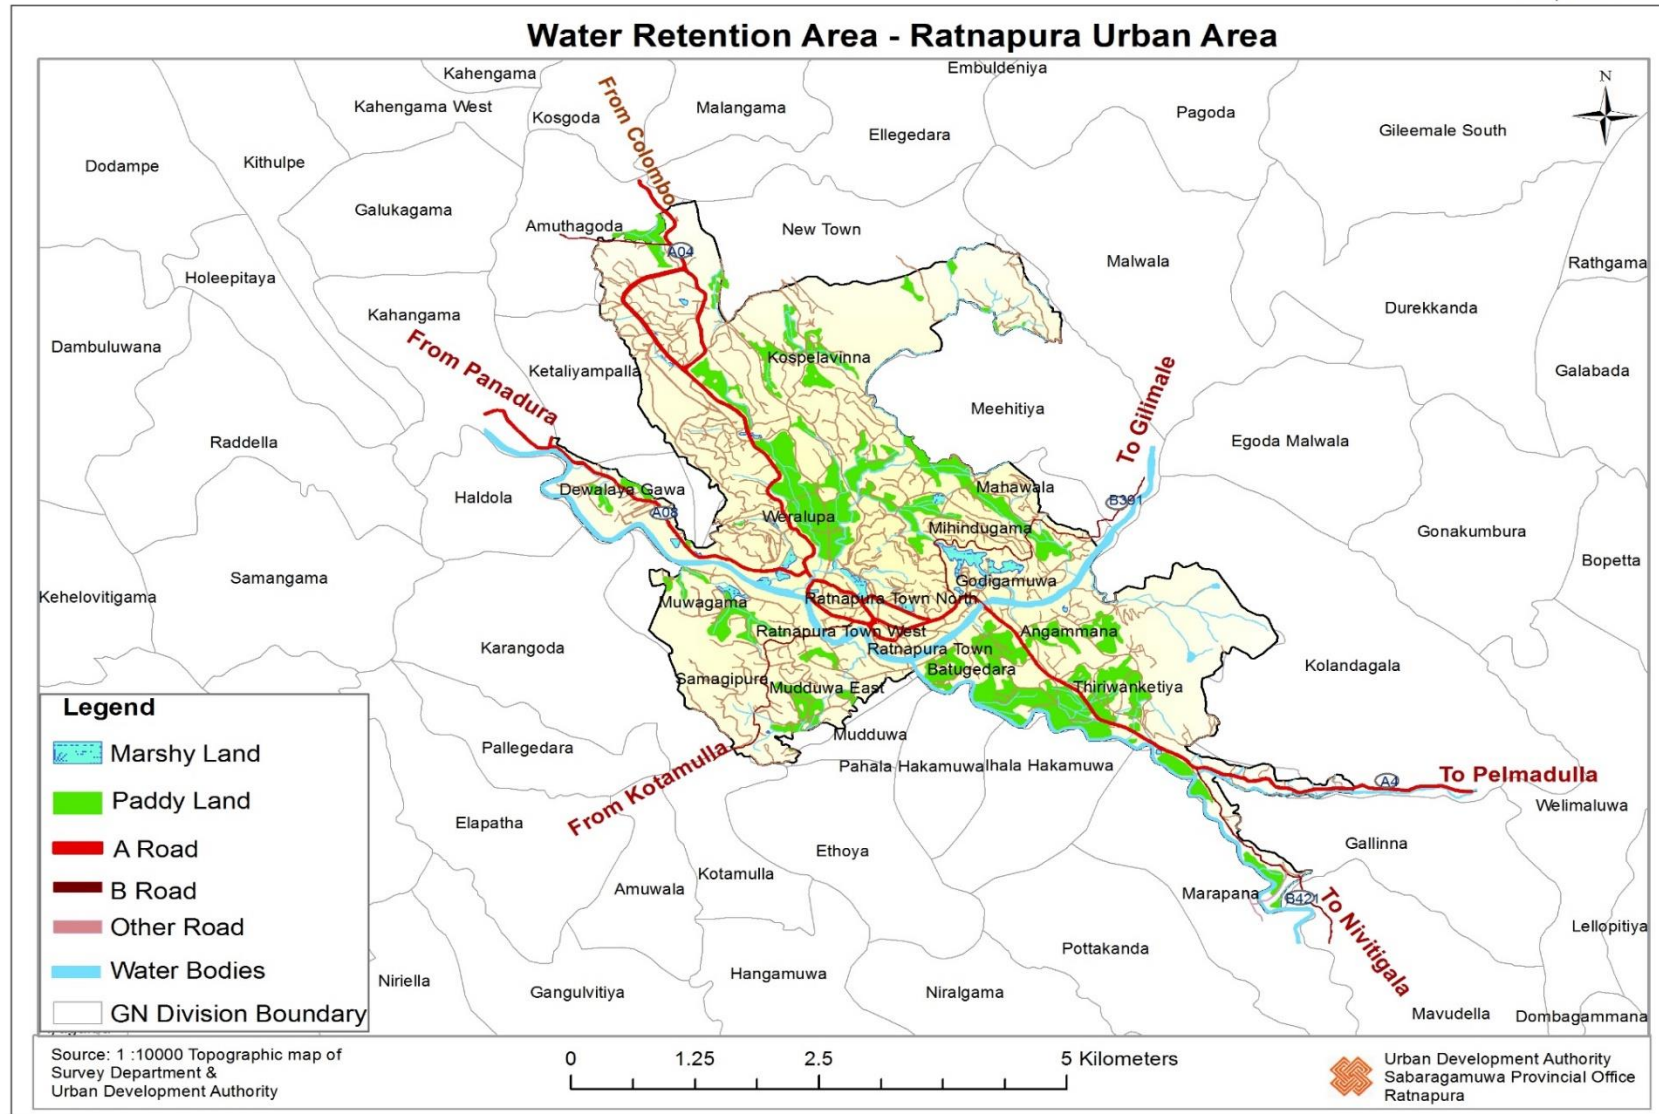 Water Retention Area - Ratnapura Urban Area
Kahengama
Embuldeniya
Kahengama West
Kosgoda
From Colombo
Malangama
Ellegedara
Pagoda
Gileemale South
N
Dodampe
Kithulpe
Galukagama
Amuthagoda
New Town
A04
Malwala
Rathgama
Holeepitaya
Kahangama
Durekkanda
Dambuluwana
From Panadura
Ketaliyampalla
Kospelavinna
Meehitiya
To Gilimale
Galabada
Raddella
Egoda Malwala
Haldola
Dewalaya Gawa
A08
Weralupa
Mahawala
Mihindugama
B391
Gonakumbura
Bopetta
Samangama
Kehelovitigama
Godigamuwa
Muwagama
Ratnapura Town North
Ratnapura Town West
Angammana
Karangoda
Ratnapura Town
Batugedara
Kolandagala
Samagipura
Mudduwa East
Thiriwanketiya
Pallegedara
Mudduwa
Pahala Hakamuwa
Ihala Hakamuwa
From Kotamulla
A4
To Pelmadulla
Welimaluwa
Elapatha
Ethoya
Gallinna
Amuwala
Kotamulla
Marapana
B421
To Nivitigala
Lellopitiya
Pottakanda
Niriella
Gangulvitiya
Hangamuwa
Niralgama
Mavudella
Dombagammana
Legend
Marshy Land
Paddy Land
A Road
B Road
Other Road
Water Bodies
GN Division Boundary
Source: 1 :10000 Topographic map of
Survey Department &
Urban Development Authority
0 1.25 2.5 5 Kilometers
Urban Development Authority
Sabaragamuwa Provincial Office
Ratnapura